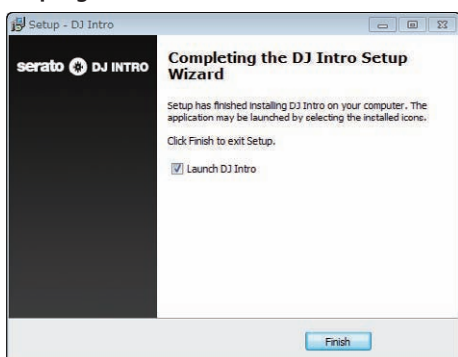 Setup - DJ Intro
serato DJ INTRO
Completing the DJ Intro Setup
Wizard
Setup has finished installing DJ Intro on your computer. The
application may be launched by selecting the installed icons.
Click Finish to exit Setup.
Launch DJ Intro
Finish